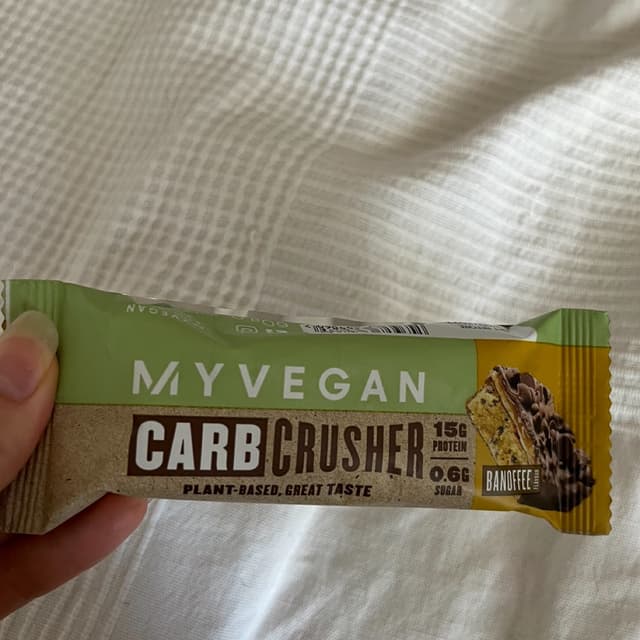 MYVEGAN
CARB CRUSHER
PLANT-BASED, GREAT TASTE
15G
PROTEIN
0.6G
SUGAR
BANOFFEE